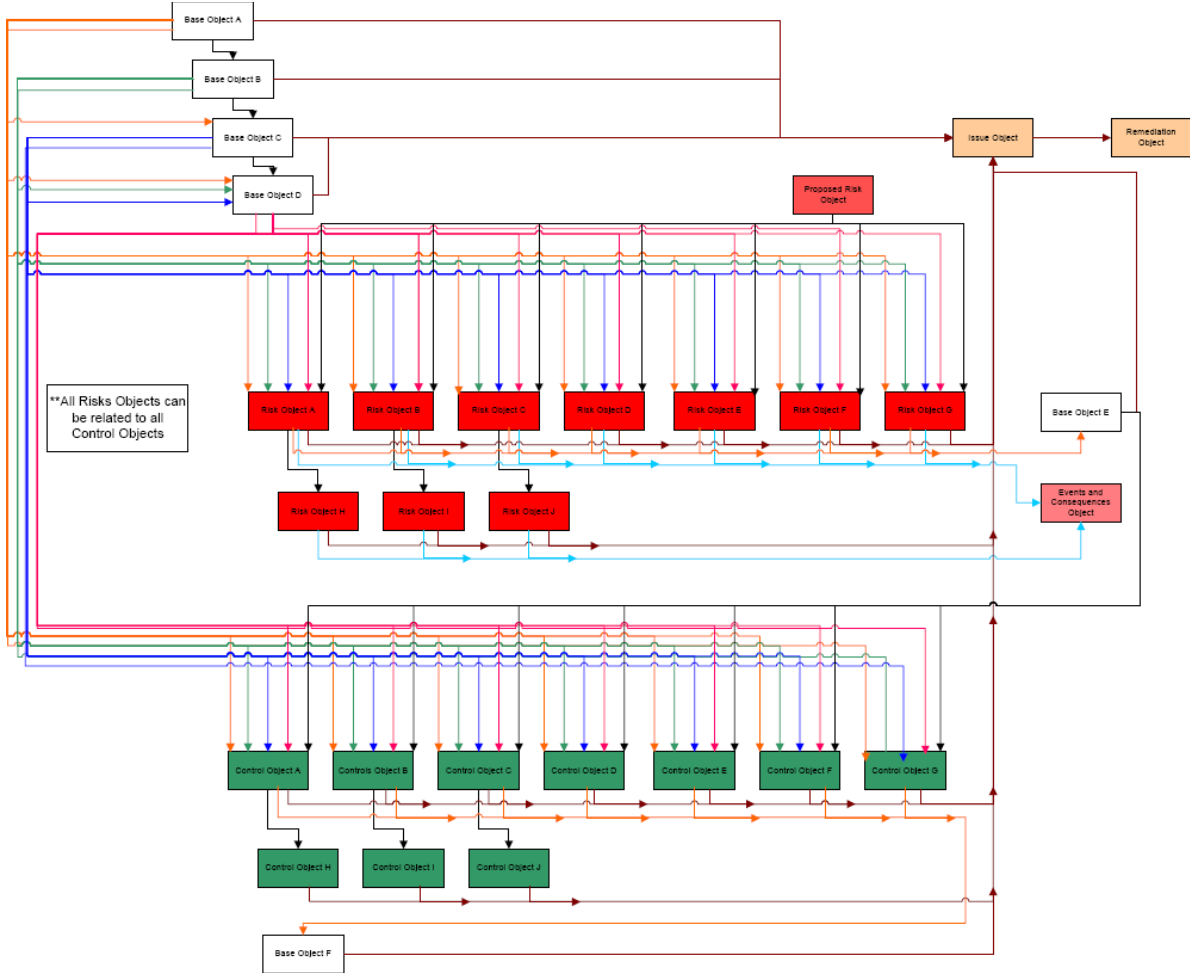 Base Object A
Base Object B
Base Object C
Issue Object
Remediation
Object
Base Object D
Proposed Risk
Object
**All Risks Objects can
be related to all
Control Objects
Risk Object A
Risk Object B
Risk Object C
Risk Object D
Risk Object E
Risk Object F
Risk Object G
Base Object E
Risk Object H
Risk Object I
Risk Object J
Events and
Consequences
Object
Control Object A
Controls Object B
Control Object C
Control Object D
Control Object E
Control Object F
Control Object G
Control Object H
Control Object I
Control Object J
Base Object F